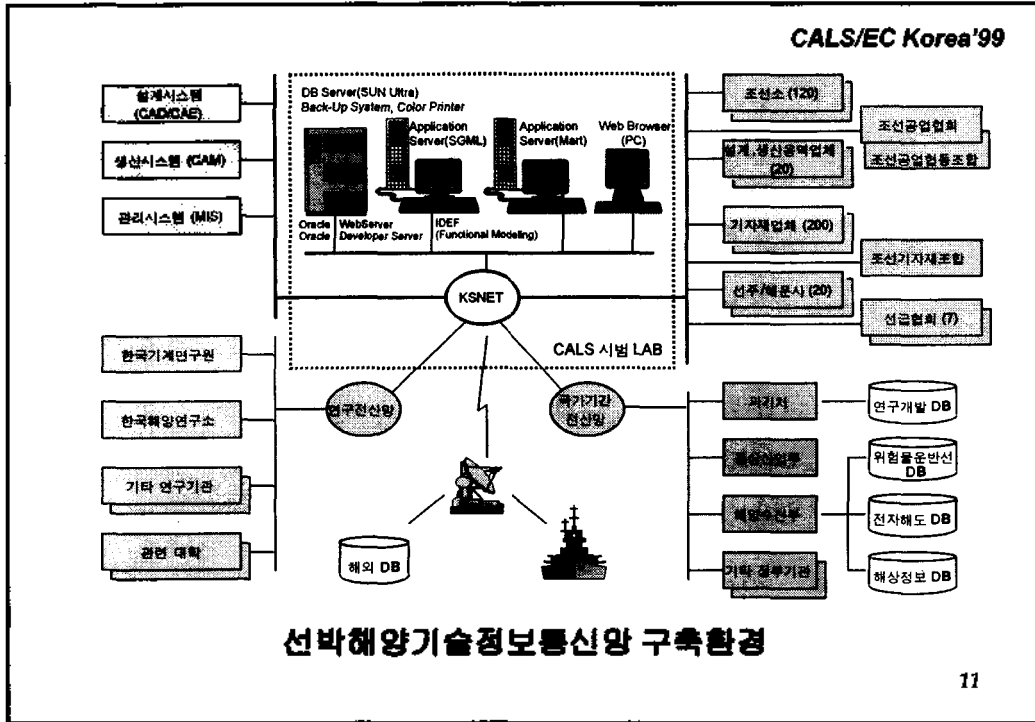 CALS/EC Korea'99
설계시스템
(CAD/CAE)
생산시스템 (CAM)
관리시스템 (MIS)
DB Server(SUN Ultra)
Back-Up System, Color Printer
Application
Server(SGML)
Application
Server(Mart)
Web Browser
(PC)
Oracle WebServer
Oracle Developer Server
IDEF
(Functional Modeling)
KSNET
CALS 시범 LAB
조선소 (120)
조선공업협회
조선공업협동조합
설계, 생산용역업체
(20)
기자재업체 (200)
조선기자재조합
선주/해운사 (20)
선급협회 (7)
한국기계연구원
한국해양연구소
기타 연구기관
관련 대학
연구전산망
국가기간
전산망
해외 DB
과기처
연구개발 DB
통상산업부
위험물운반선
DB
해양수산부
전자해도 DB
기타 정부기관
해상정보 DB
선박해양기술정보통신망 구축환경
11